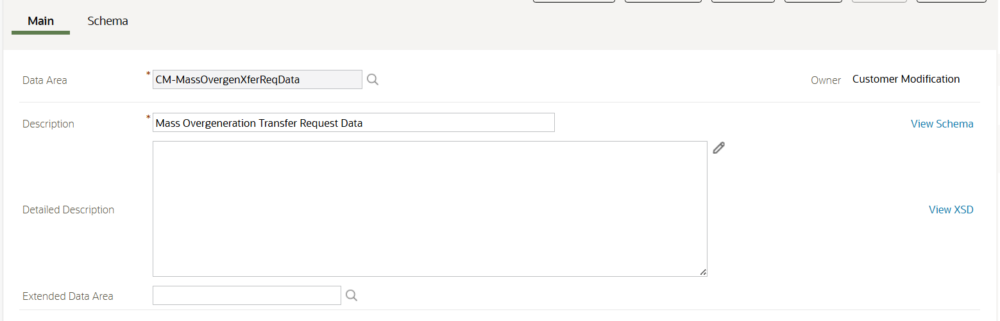 Main Schema
Data Area * CM-MassOvergenXferReqData Owner Customer Modification
Description * Mass Overgeneration Transfer Request Data View Schema
Detailed Description View XSD
Extended Data Area